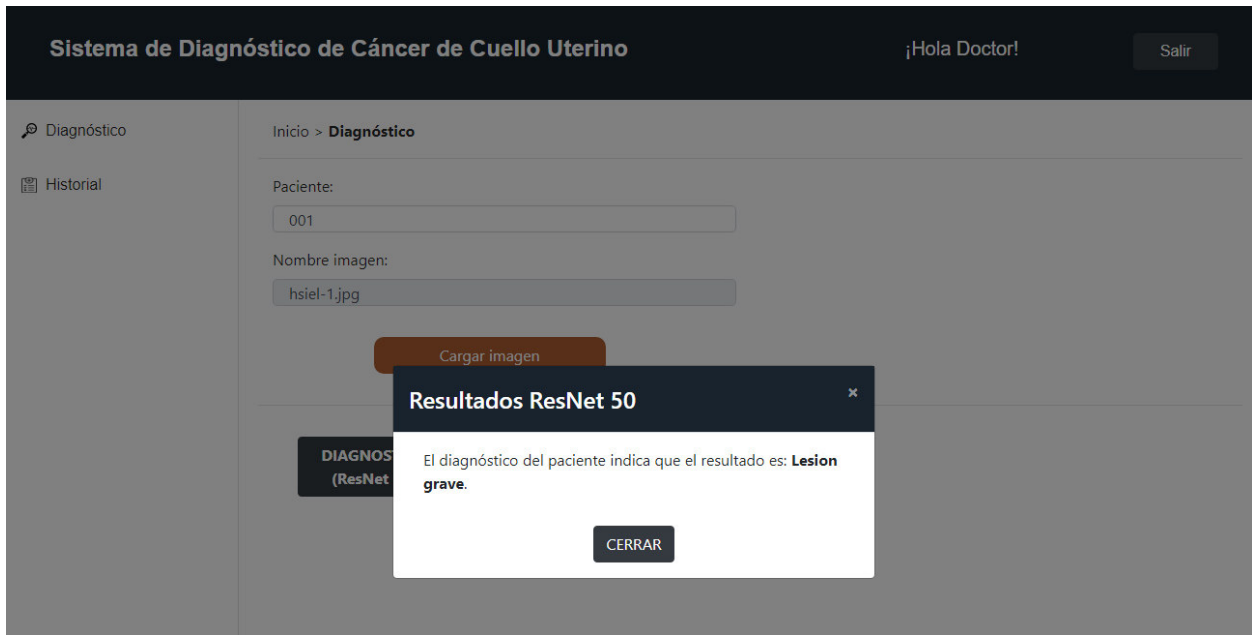 Sistema de Diagnóstico de Cáncer de Cuello Uterino
¡Hola Doctor!
Salir
Diagnóstico
Historial
Inicio > Diagnóstico
Paciente:
001
Nombre imagen:
hsiel-1.jpg
Cargar imagen
DIAGNOST
(ResNet
Resultados ResNet 50
×
El diagnóstico del paciente indica que el resultado es: Lesion
grave.
CERRAR